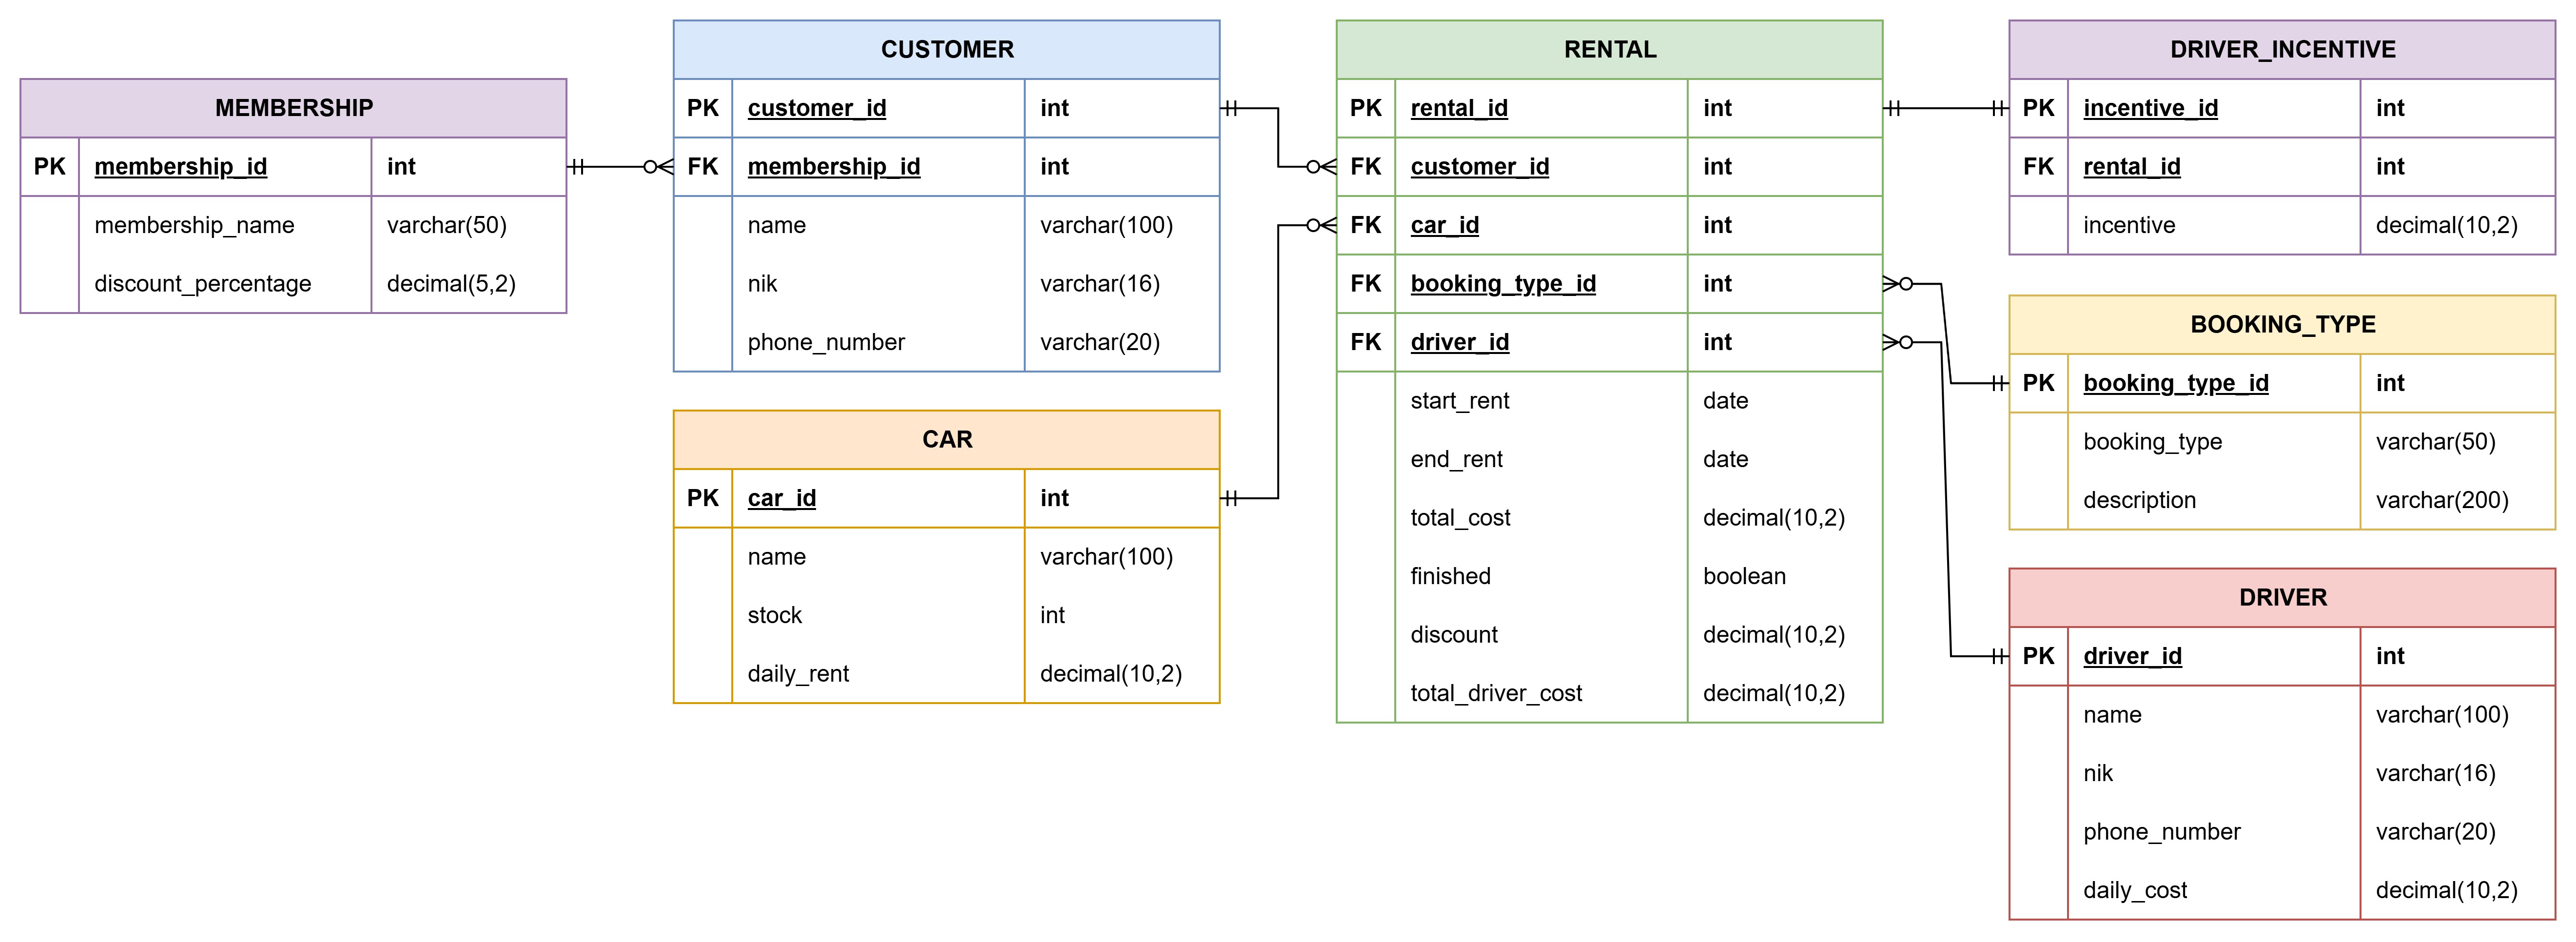 MEMBERSHIP
PK membership_id int
membership_name varchar(50)
discount_percentage decimal(5,2)
CUSTOMER
PK customer_id int
FK membership_id int
name varchar(100)
nik varchar(16)
phone_number varchar(20)
CAR
PK car_id int
name varchar(100)
stock int
daily_rent decimal(10,2)
RENTAL
PK rental_id int
FK customer_id int
FK car_id int
FK booking_type_id int
FK driver_id int
start_rent date
end_rent date
total_cost decimal(10,2)
finished boolean
discount decimal(10,2)
total_driver_cost decimal(10,2)
DRIVER_INCENTIVE
PK incentive_id int
FK rental_id int
incentive decimal(10,2)
BOOKING_TYPE
PK booking_type_id int
booking_type varchar(50)
description varchar(200)
DRIVER
PK driver_id int
name varchar(100)
nik varchar(16)
phone_number varchar(20)
daily_cost decimal(10,2)